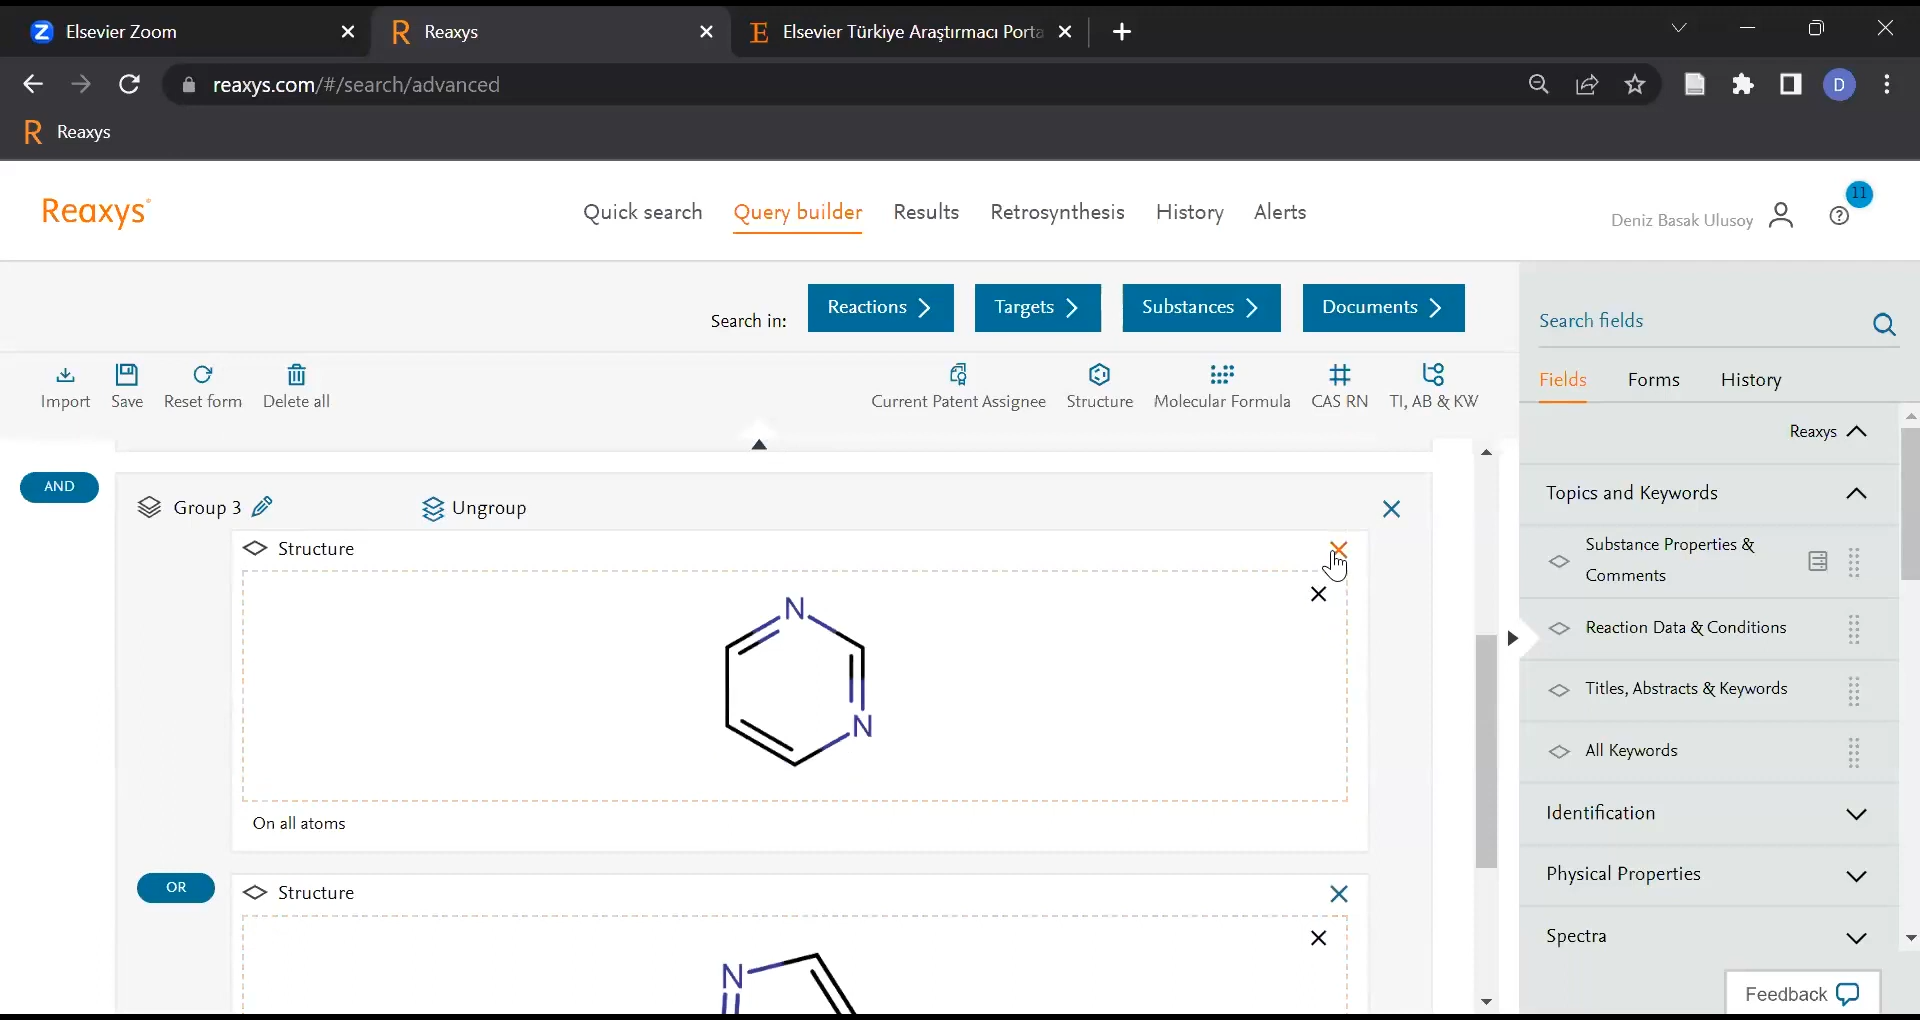 Elsevier Zoom
Reaxys
Elsevier Türkiye Araştırmacı Porta
reaxys.com/#/search/advanced
D
Reaxys
Reaxys
Quick search
Query builder
Results
Retrosynthesis
History
Alerts
Deniz Basak Ulusoy
11
Search in:
Reactions
Targets
Substances
Documents
Import
Save
Reset form
Delete all
Current Patent Assignee
Structure
Molecular Formula
CAS RN
TI, AB & KW
AND
Group 3
Ungroup
Structure
N
N
On all atoms
OR
Structure
N
Search fields
Fields
Forms
History
Reaxys
Topics and Keywords
Substance Properties &
Comments
Reaction Data & Conditions
Titles, Abstracts & Keywords
All Keywords
Identification
Physical Properties
Spectra
Feedback